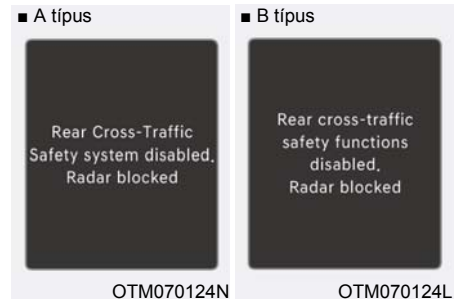 ■ A típus
Rear Cross-Traffic
Safety system disabled.
Radar blocked
OTM070124N
■ B típus
Rear cross-traffic
safety functions
disabled.
Radar blocked
OTM070124L